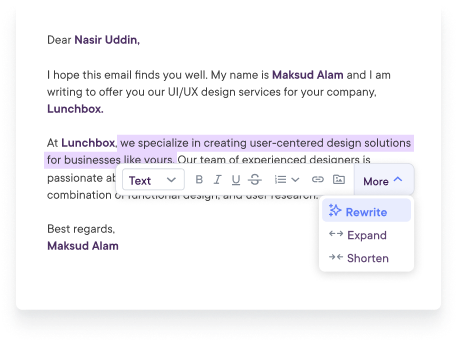 Dear Nasir Uddin,
I hope this email finds you well. My name is Maksud Alam and I am
writing to offer you our UI/UX design services for your company,
Lunchbox.
At Lunchbox, we specialize in creating user-centered design solutions
for businesses like yours. Our team of experienced designers is
passionate
Text B I U S More
combination of functional design, and user research.
Rewrite
Expand
Shorten
Best regards,
Maksud Alam